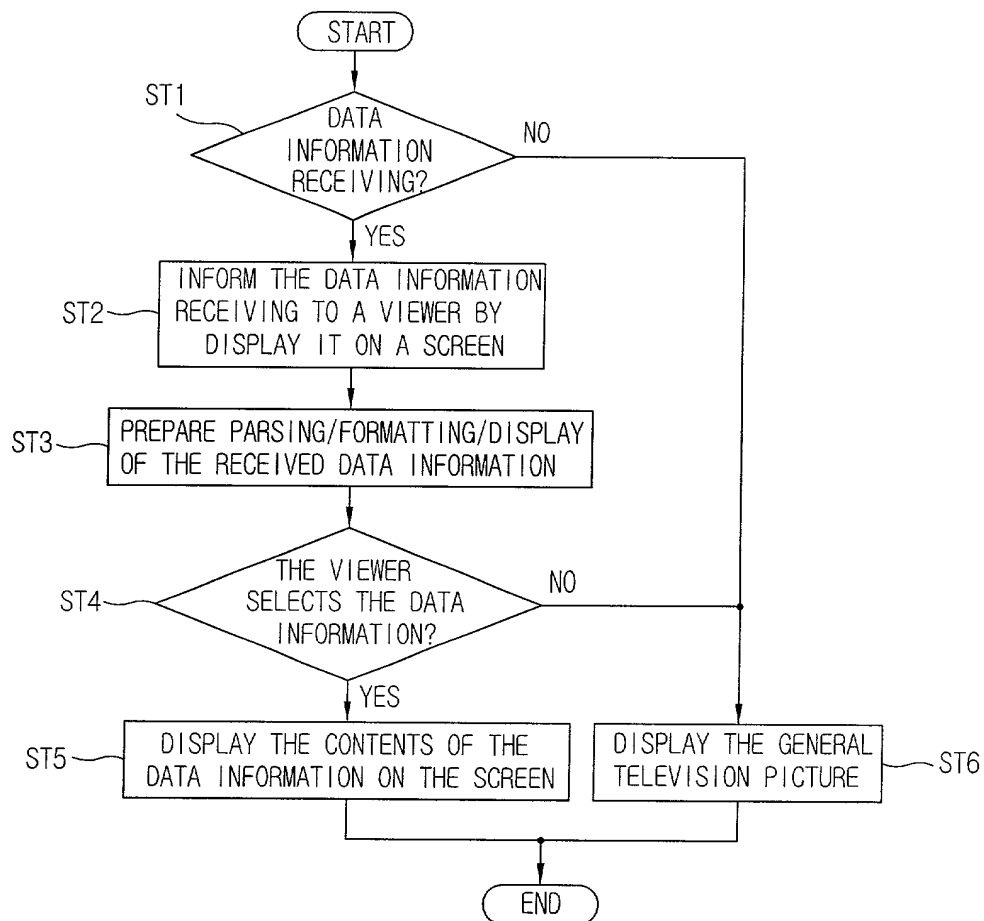 START
ST1
DATA
INFORMATION
RECEIVING?
NO
YES
ST2
INFORM THE DATA INFORMATION
RECEIVING TO A VIEWER BY
DISPLAY IT ON A SCREEN
ST3
PREPARE PARSING/FORMATTING/DISPLAY
OF THE RECEIVED DATA INFORMATION
ST4
THE VIEWER
SELECTS THE DATA
INFORMATION?
NO
YES
ST5
DISPLAY THE CONTENTS OF THE
DATA INFORMATION ON THE SCREEN
DISPLAY THE GENERAL
TELEVISION PICTURE
ST6
END